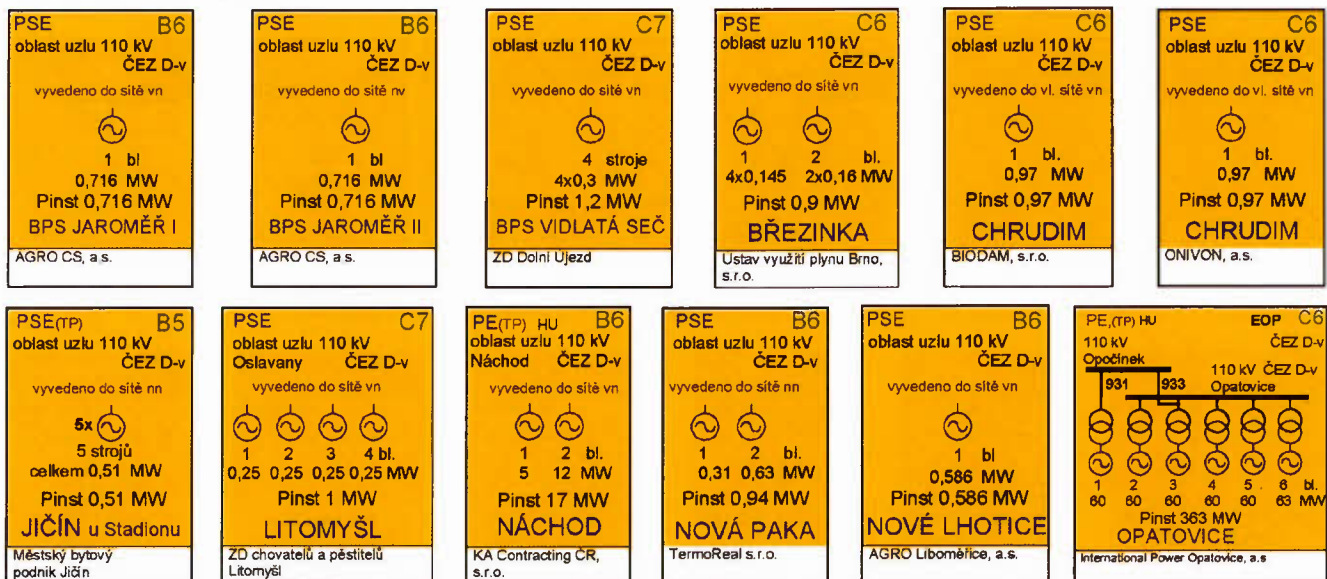 PSE B6
oblast uzlu 110 kV
ČEZ D-v
vyvedeno do sítě vn
1 bl
0,716 MW
Pinst 0,716 MW
BPS JAROMĚŘ I
AGRO CS, a.s.
PSE B6
oblast uzlu 110 kV
ČEZ D-v
vyvedeno do sítě nv
1 bl
0,716 MW
Pinst 0,716 MW
BPS JAROMĚŘ II
AGRO CS, a.s.
PSE C7
oblast uzlu 110 kV
ČEZ D-v
vyvedeno do sítě vn
4 stroje
4x0,3 MW
Pinst 1,2 MW
BPS VIDLATÁ SEČ
ZD Dolní Újezd
PSE C6
oblast uzlu 110 kV
ČEZ D-v
vyvedeno do sítě vn
1 2 bl.
4x0,145 2x0,16 MW
Pinst 0,9 MW
BŘEZINKA
Ústav využití plynu Brno,
s.r.o.
PSE C6
oblast uzlu 110 kV
ČEZ D-v
vyvedeno do vl. sítě vn
1 bl.
0,97 MW
Pinst 0,97 MW
CHRUDIM
BIODAM, s.r.o.
PSE C6
oblast uzlu 110 kV
ČEZ D-v
vyvedeno do vl. sítě vn
1 bl.
0,97 MW
Pinst 0,97 MW
CHRUDIM
ONIVON, a.s.
PSE(TP) B5
oblast uzlu 110 kV
ČEZ D-v
vyvedeno do sítě nn
5x
5 strojů
celkem 0,51 MW
Pinst 0,51 MW
JIČÍN u Stadionu
Městský bytový
podnik Jičín
PSE C7
oblast uzlu 110 kV
Oslavany ČEZ D-v
vyvedeno do sítě vn
1 2 3 4 bl.
0,25 0,25 0,25 0,25 MW
Pinst 1 MW
LITOMYŠL
ZD chovatelů a pěstitelů
Litomyšl
PE(TP) HU B6
oblast uzlu 110 kV
Náchod ČEZ D-v
vyvedeno do sítě vn
1 2 bl.
5 12 MW
Pinst 17 MW
NÁCHOD
KA Contracting ČR,
s.r.o.
PSE B6
oblast uzlu 110 kV
ČEZ D-v
vyvedeno do sítě nn
1 2 bl.
0,31 0,63 MW
Pinst 0,94 MW
NOVÁ PAKA
TermoReal s.r.o.
PSE B6
oblast uzlu 110 kV
ČEZ D-v
vyvedeno do sítě vn
1 bl
0,586 MW
Pinst 0,586 MW
NOVÉ LHOTICE
AGRO Liboměřice, a.s.
PE,(TP) HU EOP C6
110 kV ČEZ D-v
Opočínek
110 kV ČEZ D-v
931 933 Opatovice
1 2 3 4 5 . 6 bl.
60 60 60 60 60 63 MW
Pinst 363 MW
OPATOVICE
International Power Opatovice, a.s